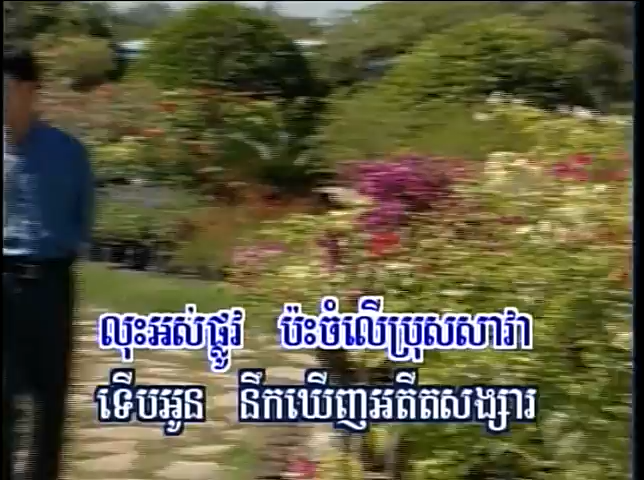 លុះអស់ផ្លូវ ប៉ះចំលើប្រុសសាវា
ទើបអូន នឹកឃើញអតីតសង្សារ